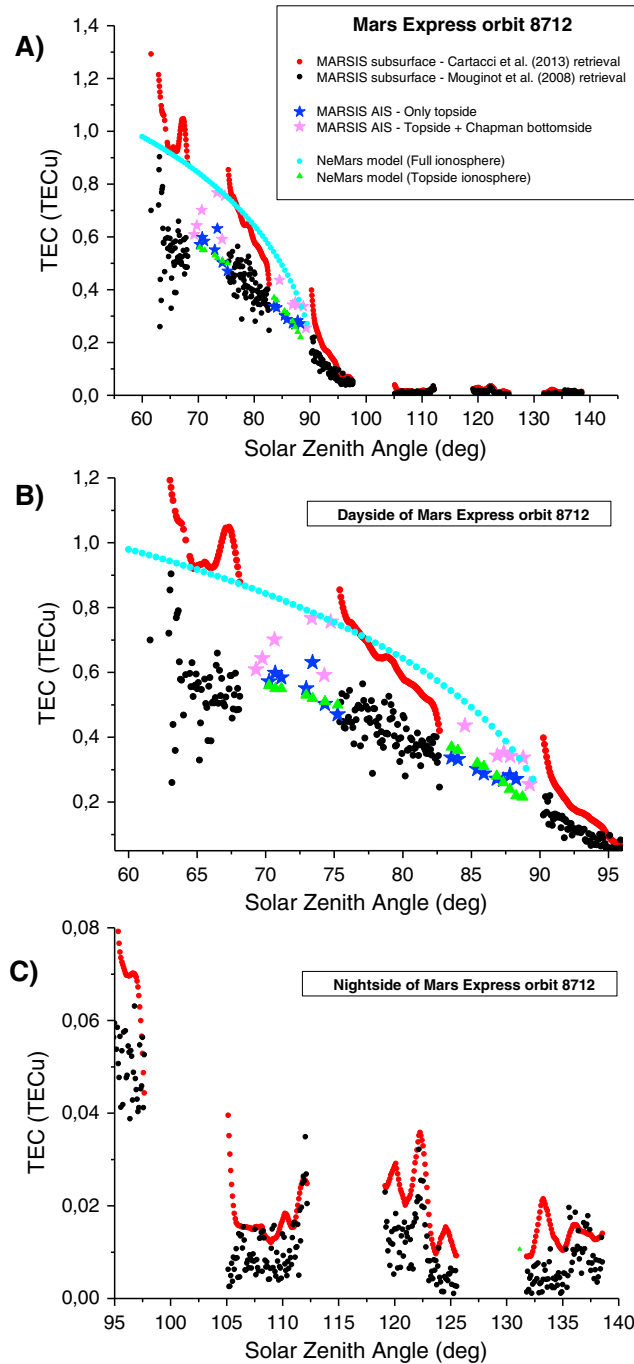 A)
Mars Express orbit 8712
MARSIS subsurface - Cartacci et al. (2013) retrieval
MARSIS subsurface - Mouginot et al. (2008) retrieval
MARSIS AIS - Only topside
MARSIS AIS - Topside + Chapman bottomside
NeMars model (Full ionosphere)
NeMars model (Topside ionosphere)
TEC (TECu)
1,4
1,2
1,0
0,8
0,6
0,4
0,2
0,0
60 70 80 90 100 110 120 130 140
Solar Zenith Angle (deg)
B)
Dayside of Mars Express orbit 8712
TEC (TECu)
1,2
1,0
0,8
0,6
0,4
0,2
60 65 70 75 80 85 90 95
Solar Zenith Angle (deg)
C)
Nightside of Mars Express orbit 8712
TEC (TECu)
0,08
0,06
0,04
0,02
0,00
95 100 105 110 115 120 125 130 135 140
Solar Zenith Angle (deg)